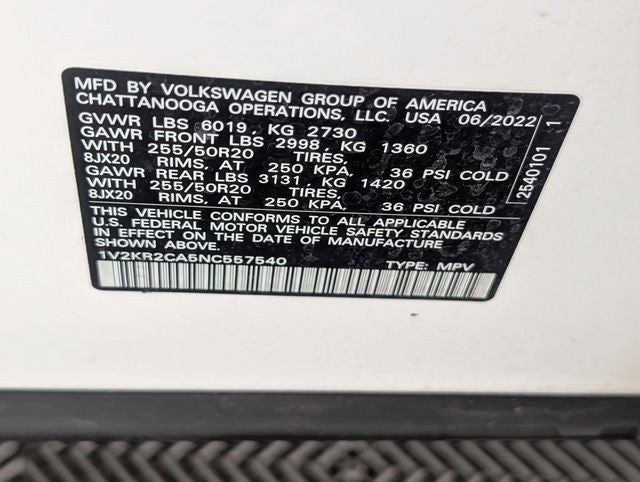 MFD BY VOLKSWAGEN GROUP OF AMERICA
CHATTANOOGA OPERATIONS, LLC. USA 06/2022
GVWR LBS 6019, KG 2730
GAWR FRONT LBS 2998, KG 1360
WITH 255/50R20 TIRES,
8JX20 RIMS, AT 250 KPA, 36 PSI COLD
GAWR REAR LBS 3131, KG 1420
WITH 255/50R20 TIRES,
8JX20 RIMS, AT 250 KPA, 36 PSI COLD
THIS VEHICLE CONFORMS TO ALL APPLICABLE
U.S. FEDERAL MOTOR VEHICLE SAFETY STANDARDS
IN EFFECT ON THE DATE OF MANUFACTURE
SHOWN ABOVE
1V2KR2CA5NC557540 TYPE: MPV
2540101 1